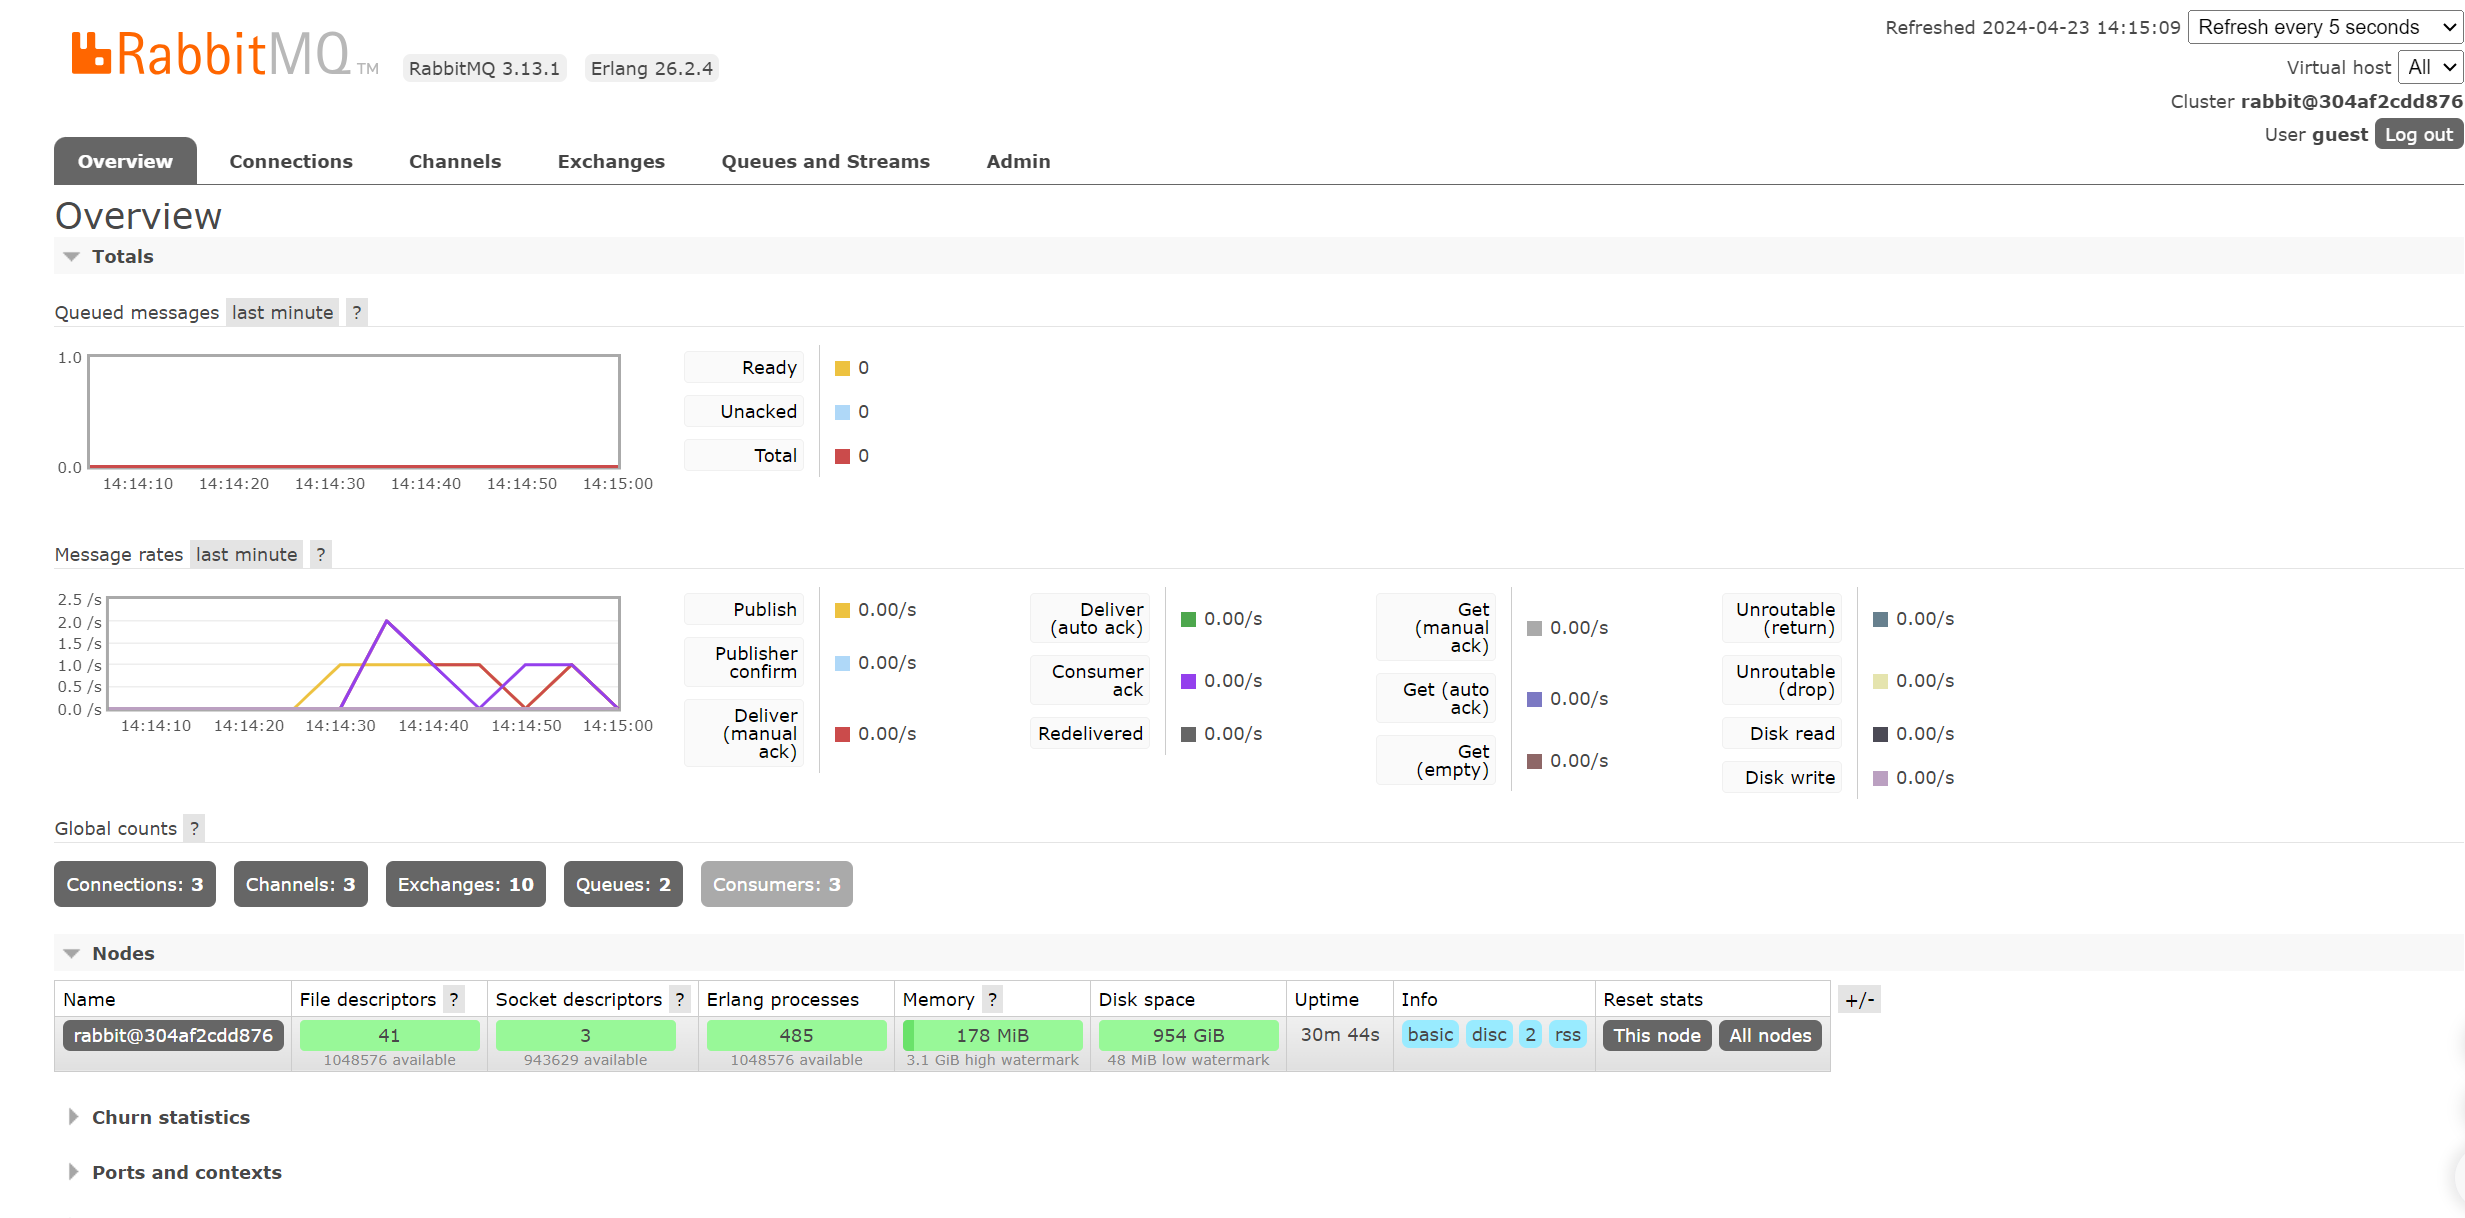 RabbitMQ TM RabbitMQ 3.13.1 Erlang 26.2.4
Refreshed 2024-04-23 14:15:09 Refresh every 5 seconds
Virtual host All
Cluster rabbit@304af2cdd876
User guest Log out
Overview Connections Channels Exchanges Queues and Streams Admin
Overview
Totals
Queued messages last minute ?
1.0
0.0
14:14:10 14:14:20 14:14:30 14:14:40 14:14:50 14:15:00
Ready 0
Unacked 0
Total 0
Message rates last minute ?
2.5 /s
2.0 /s
1.5 /s
1.0 /s
0.5 /s
0.0 /s
14:14:10 14:14:20 14:14:30 14:14:40 14:14:50 14:15:00
Publish 0.00/s
Publisher
confirm 0.00/s
Deliver
(manual
ack) 0.00/s
Deliver
(auto ack) 0.00/s
Consumer
ack 0.00/s
Redelivered 0.00/s
Get
(manual
ack) 0.00/s
Get (auto
ack) 0.00/s
Get
(empty) 0.00/s
Unroutable
(return) 0.00/s
Unroutable
(drop) 0.00/s
Disk read 0.00/s
Disk write 0.00/s
Global counts ?
Connections: 3 Channels: 3 Exchanges: 10 Queues: 2 Consumers: 3
Nodes
Name File descriptors ? Socket descriptors ? Erlang processes Memory ? Disk space Uptime Info Reset stats +/-
rabbit@304af2cdd876 41 3 485 178 MiB 954 GiB 30m 44s basic disc 2 rss This node All nodes
1048576 available 943629 available 1048576 available 3.1 GiB high watermark 48 MiB low watermark
Churn statistics
Ports and contexts